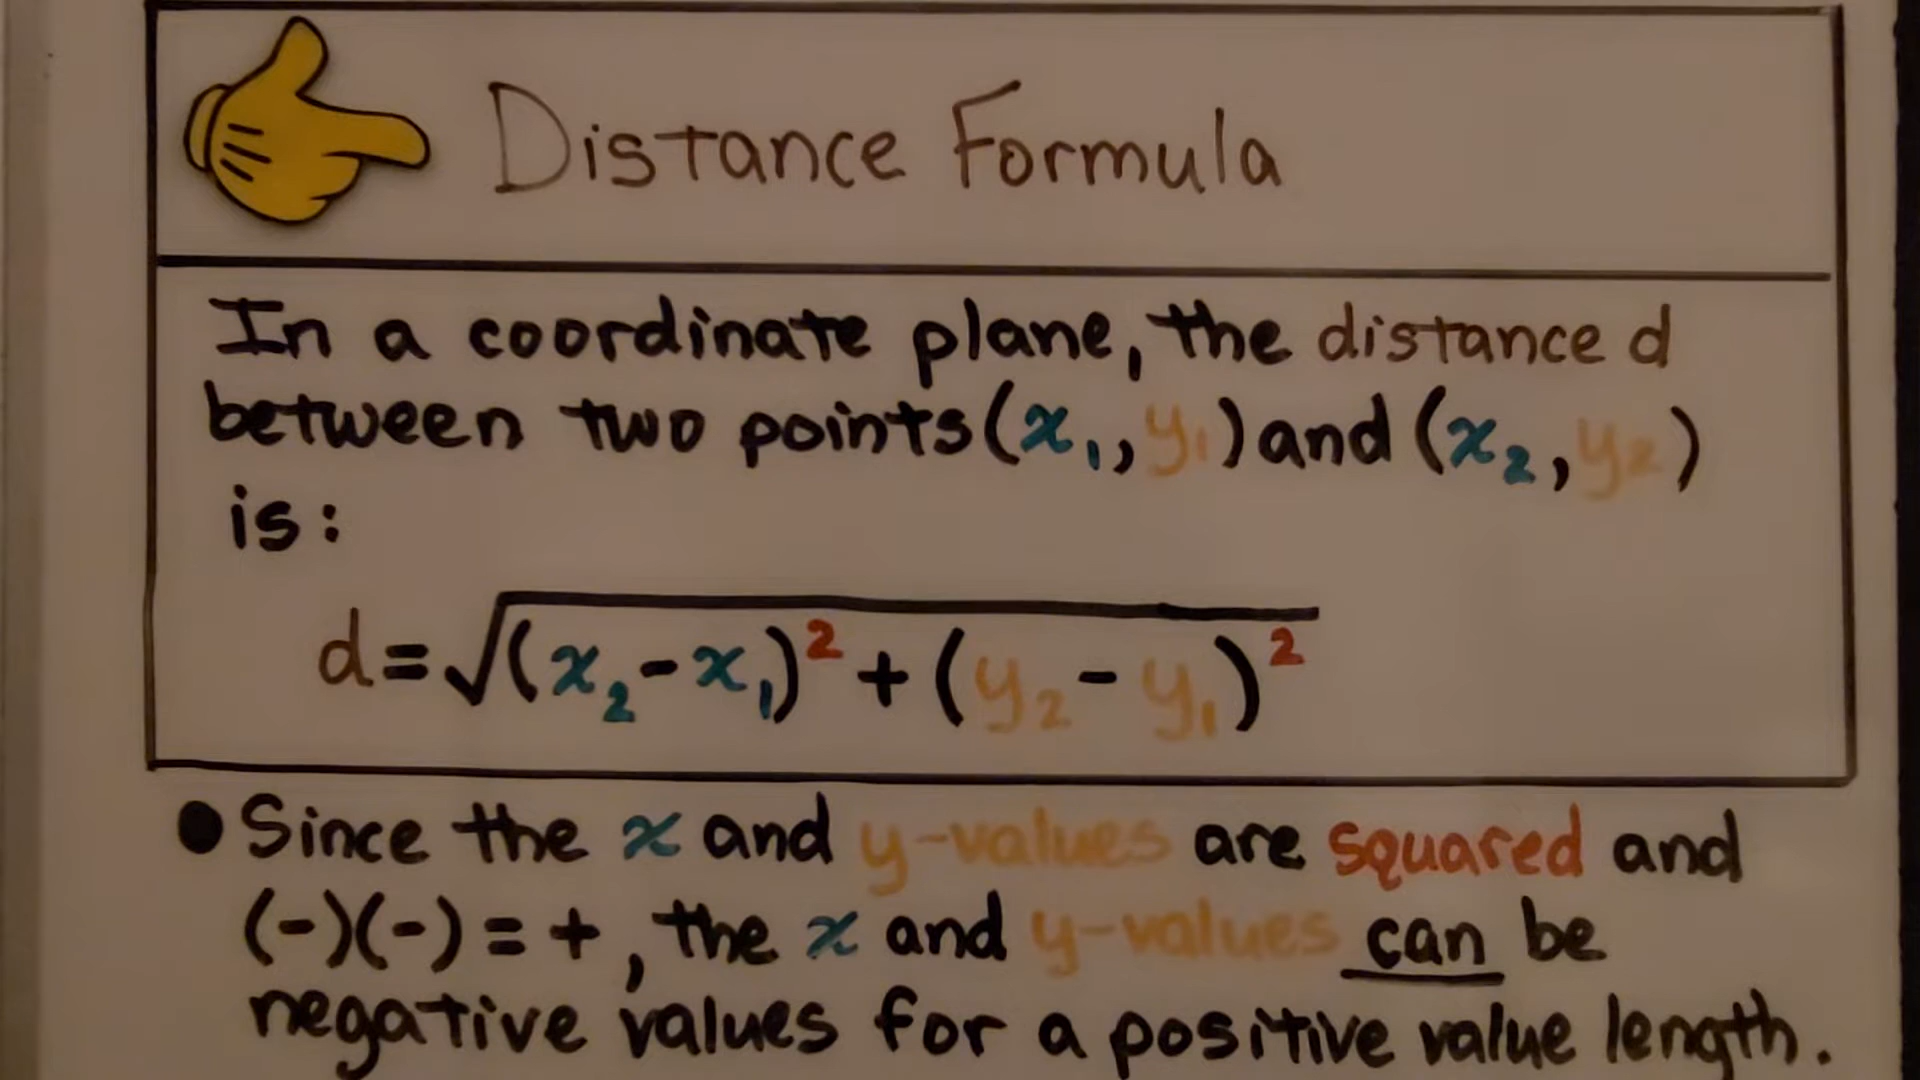 Distance Formula
In a coordinate plane, the distance d
between two points (x₁, y₁) and (x₂, y₂)
is:
d = √(x₂ - x₁)² + (y₂ - y₁)²
● Since the x and y-values are squared and
(-)(-) = +, the x and y-values can be
negative values for a positive value length.